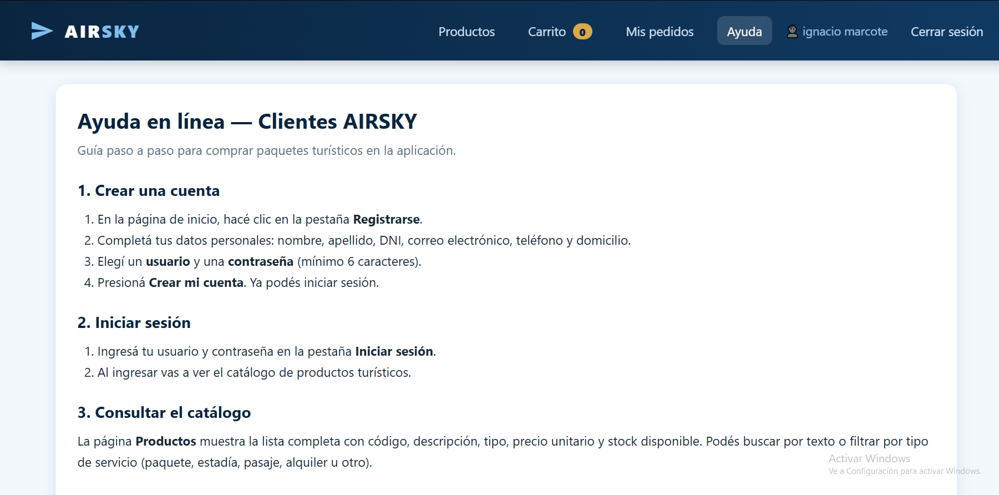 AIRSKY
Productos
Carrito 0
Mis pedidos
Ayuda
ignacio marcote
Cerrar sesión
Ayuda en línea — Clientes AIRSKY
Guía paso a paso para comprar paquetes turísticos en la aplicación.
1. Crear una cuenta
1. En la página de inicio, hacé clic en la pestaña Registrarse.
2. Completá tus datos personales: nombre, apellido, DNI, correo electrónico, teléfono y domicilio.
3. Elegí un usuario y una contraseña (mínimo 6 caracteres).
4. Presioná Crear mi cuenta. Ya podés iniciar sesión.
2. Iniciar sesión
1. Ingresá tu usuario y contraseña en la pestaña Iniciar sesión.
2. Al ingresar vas a ver el catálogo de productos turísticos.
3. Consultar el catálogo
La página Productos muestra la lista completa con código, descripción, tipo, precio unitario y stock disponible. Podés buscar por texto o filtrar por tipo
de servicio (paquete, estadía, pasaje, alquiler u otro).
Activar Windows
Ve a Configuración para activar Windows.